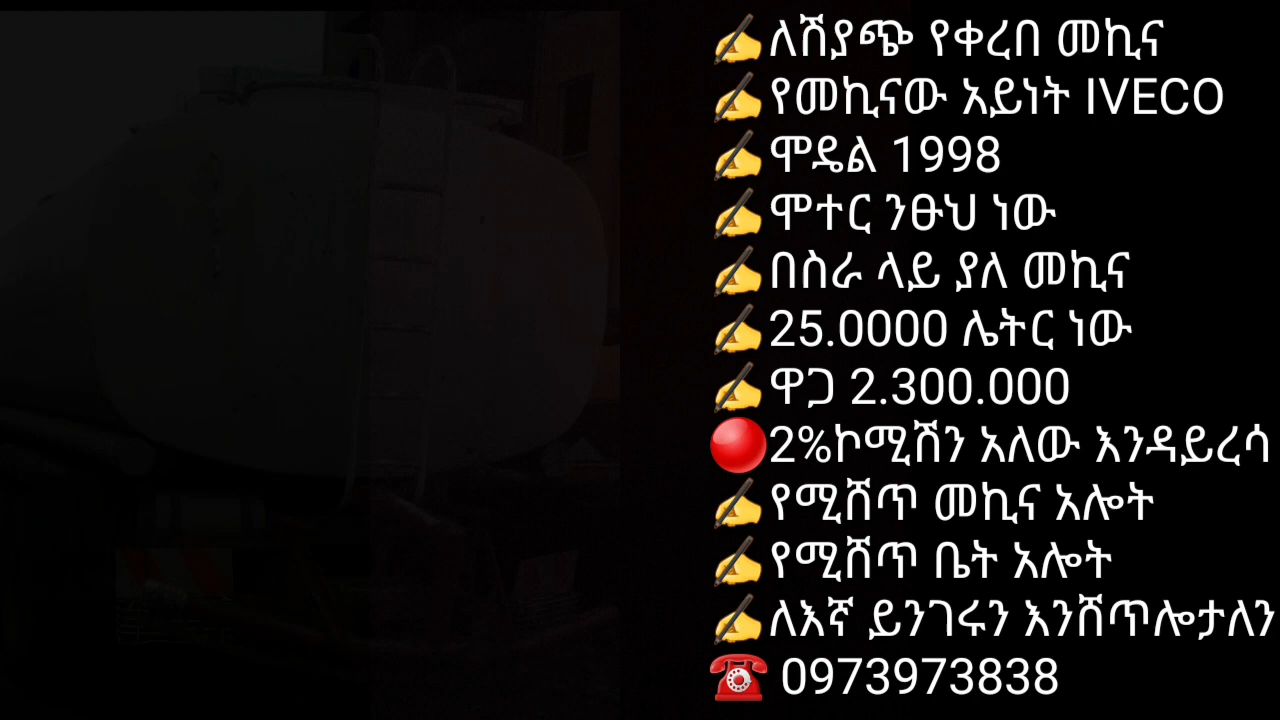 ✍️ለሽያጭ የቀረበ መኪና
✍️የመኪናው አይነት IVECO
✍️ሞዴል 1998
✍️ሞተር ንፁህ ነው
✍️በስራ ላይ ያለ መኪና
✍️25.0000 ሌትር ነው
✍️ዋጋ 2.300.000
🔴2%ኮሚሽን አለው እንዳይረሳ
✍️የሚሸጥ መኪና አሎት
✍️የሚሸጥ ቤት አሎት
✍️ለእኛ ይንገሩን እንሸጥሎታለን
☎️ 0973973838